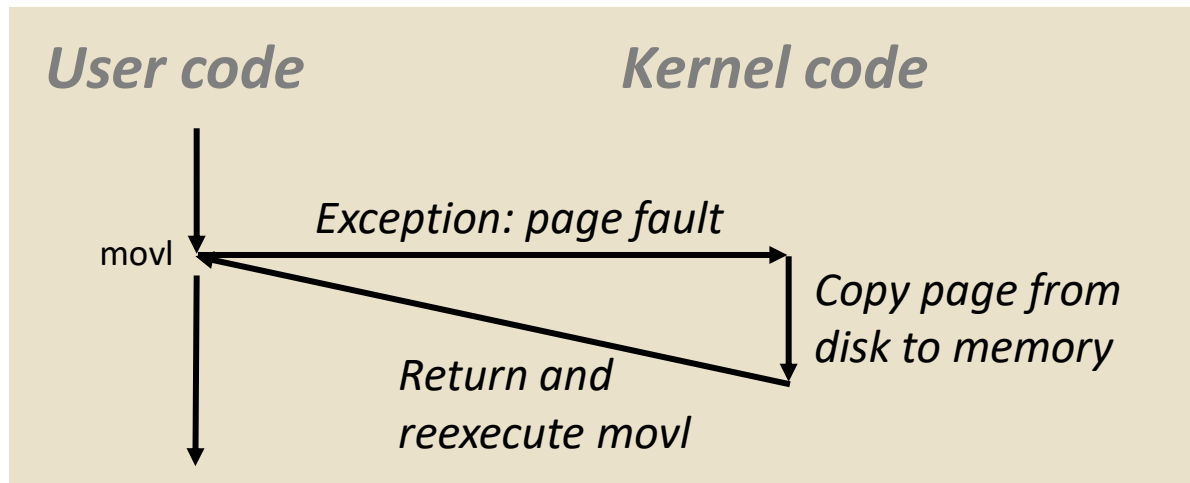 User code
Kernel code
Exception: page fault
movl
Copy page from
disk to memory
Return and
reexecute movl